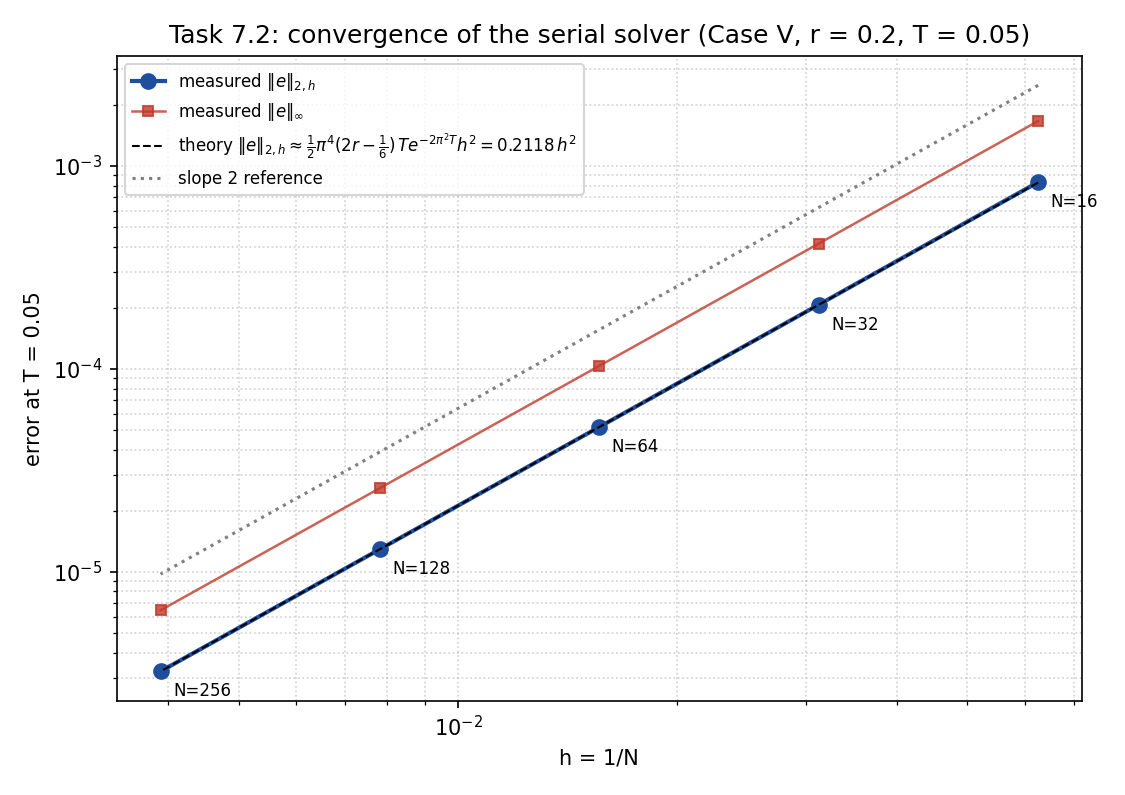 Task 7.2: convergence of the serial solver (Case V, r = 0.2, T = 0.05)
measured ‖e‖₂,ₕ
measured ‖e‖∞
theory ‖e‖₂,ₕ ≈ ½π⁴(2r − ⅙) Te^{−2π²T}h² = 0.2118 h²
slope 2 reference
10⁻³
10⁻⁴
10⁻⁵
error at T = 0.05
N=16
N=32
N=64
N=128
N=256
10⁻²
h = 1/N